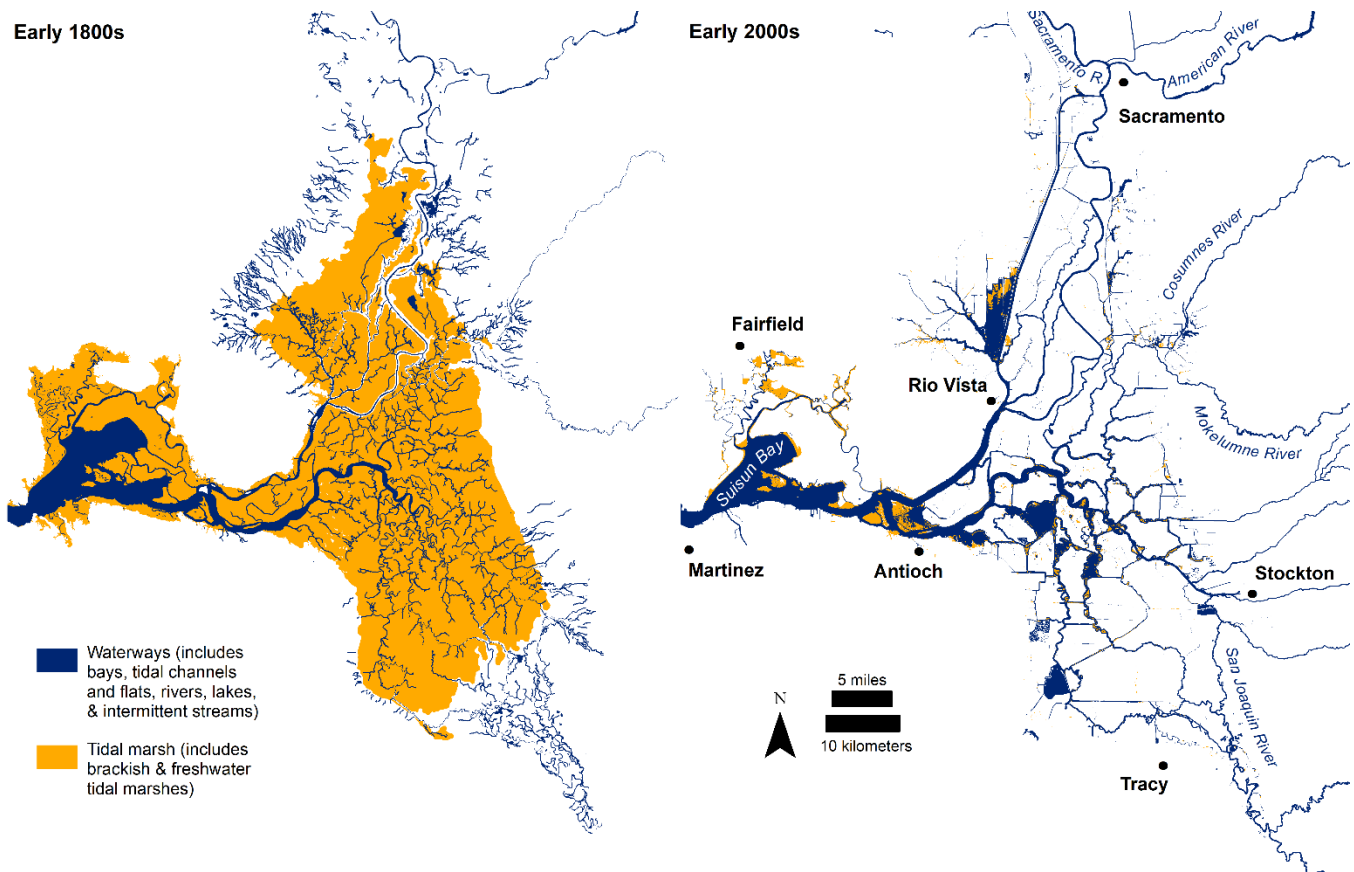 Early 1800s
Waterways (includes
bays, tidal channels
and flats, rivers, lakes,
& intermittent streams)
Tidal marsh (includes
brackish & freshwater
tidal marshes)
Early 2000s
Sacramento R.
American River
Sacramento
Cosumnes River
Fairfield
Rio Vista
Mokelumne River
Suisun Bay
Martinez
Antioch
Stockton
San Joaquin River
N
5 miles
10 kilometers
Tracy